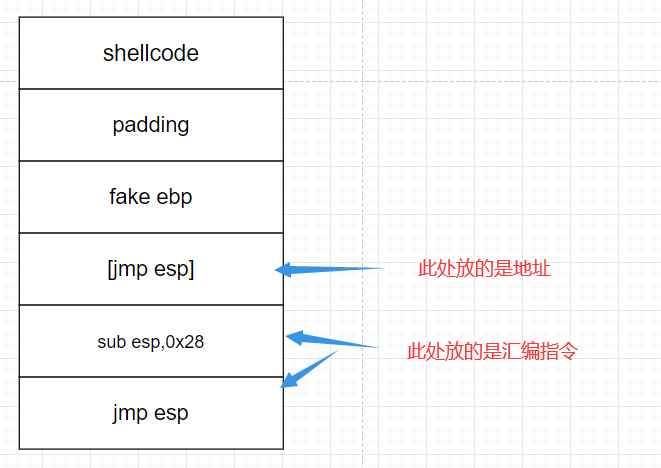 shellcode
padding
fake ebp
[jmp esp]
此处放的是地址
sub esp,0x28
此处放的是汇编指令
jmp esp